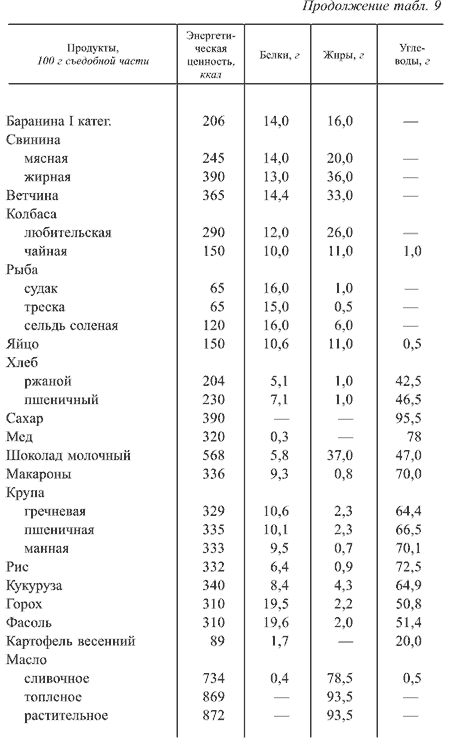 Продолжение табл. 9
Продукты, 100 г съедобной части | Энергетическая ценность, ккал | Белки, г | Жиры, г | Углеводы, г
Баранина I катег. 206 14,0 16,0 —
Свинина
мясная 245 14,0 20,0 —
жирная 390 13,0 36,0 —
Ветчина 365 14,4 33,0 —
Колбаса
любительская 290 12,0 26,0 —
чайная 150 10,0 11,0 1,0
Рыба
судак 65 16,0 1,0 —
треска 65 15,0 0,5 —
сельдь соленая 120 16,0 6,0 —
Яйцо 150 10,6 11,0 0,5
Хлеб
ржаной 204 5,1 1,0 42,5
пшеничный 230 7,1 1,0 46,5
Сахар 390 — — 95,5
Мед 320 0,3 — 78
Шоколад молочный 568 5,8 37,0 47,0
Макароны 336 9,3 0,8 70,0
Крупа
гречневая 329 10,6 2,3 64,4
пшеничная 335 10,1 2,3 66,5
манная 333 9,5 0,7 70,1
Рис 332 6,4 0,9 72,5
Кукуруза 340 8,4 4,3 64,9
Горох 310 19,5 2,2 50,8
Фасоль 310 19,6 2,0 51,4
Картофель весенний 89 1,7 — 20,0
Масло
сливочное 734 0,4 78,5 0,5
топленое 869 — 93,5 —
растительное 872 — 93,5 —